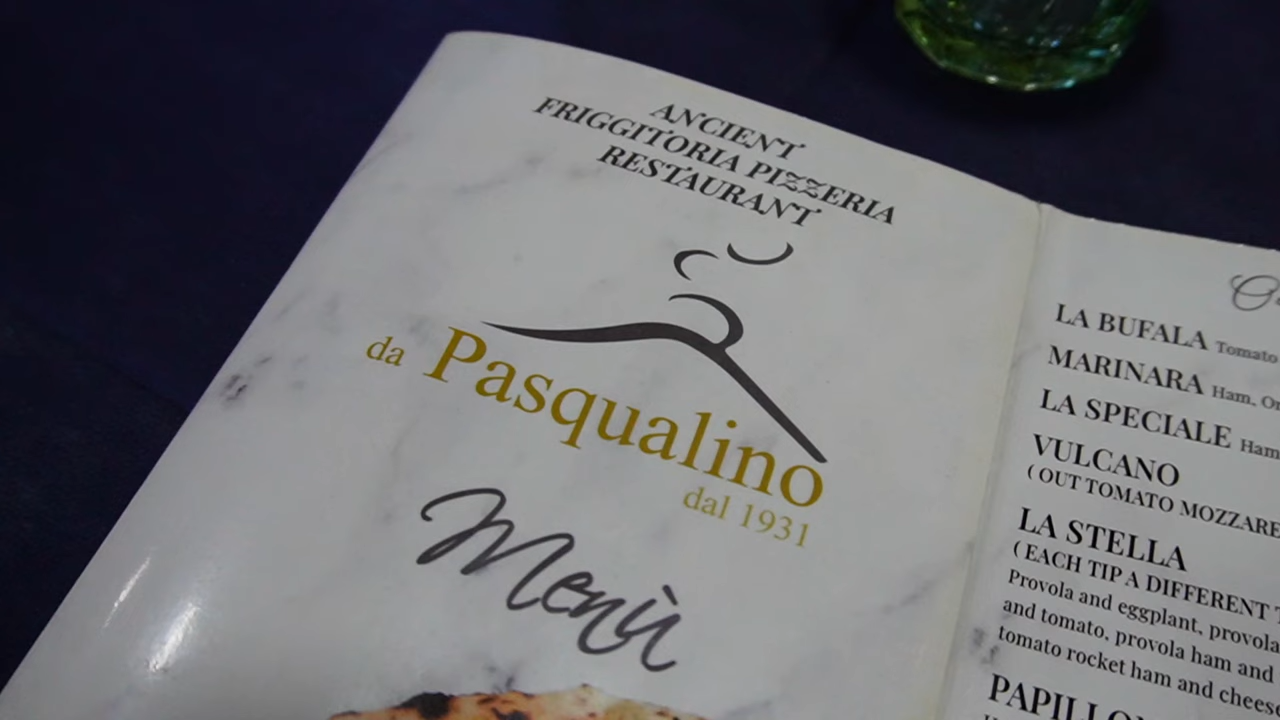 ANCIENT
FRIGGITORIA PIZZERIA
RESTAURANT
da Pasqualino
dal 1931
Menù
LA BUFALA Tomato
MARINARA Ham,
LA SPECIALE Ham
VULCANO
( OUT TOMATO
LA STELLA
( EACH TIP A DIFFERENT
Provola and eggplant, provola
and tomato, provola ham and
tomato rocket ham and